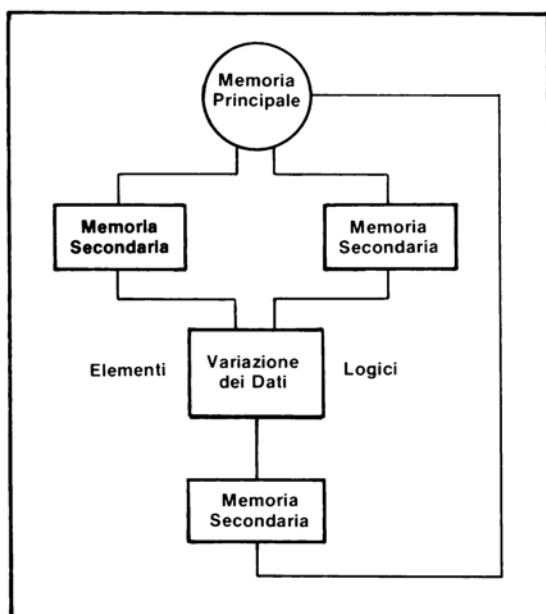 Memoria
Principale
Memoria
Secondaria
Memoria
Secondaria
Elementi
Variazione
dei Dati
Logici
Memoria
Secondaria